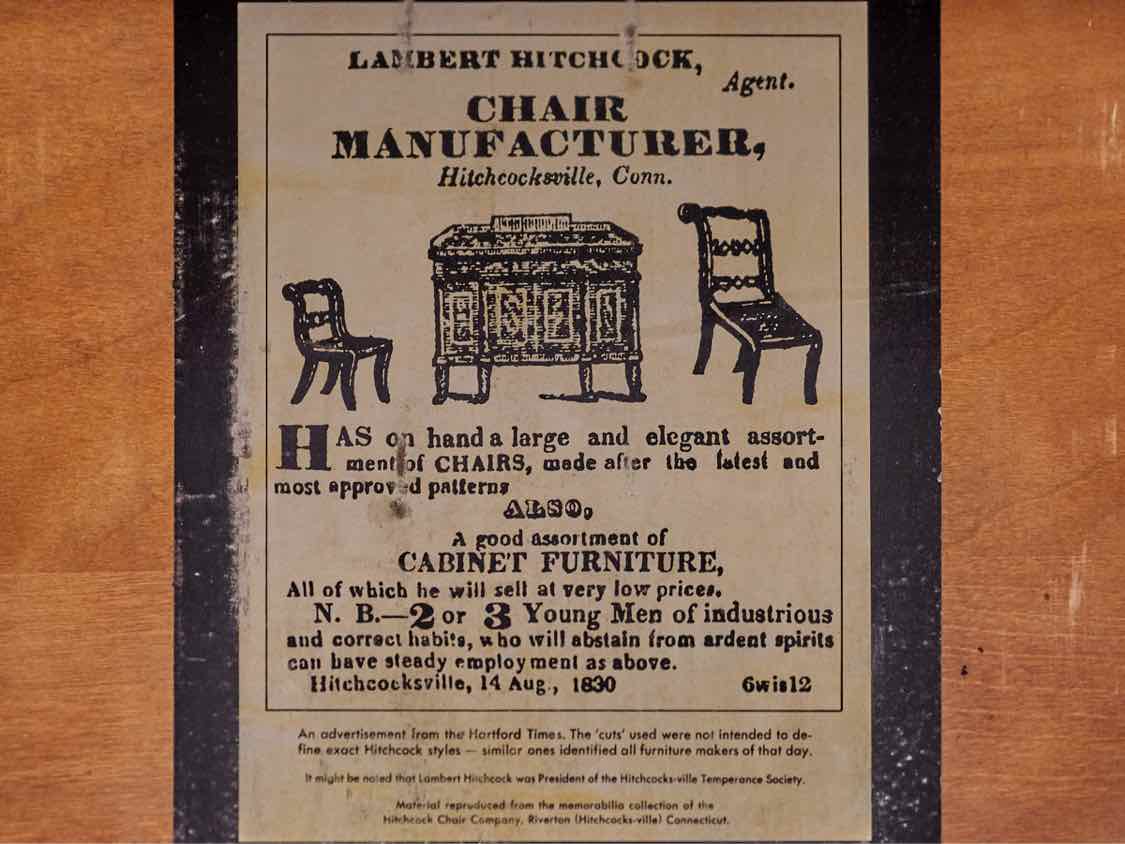 LAMBERT HITCHCOCK,
Agent.
CHAIR
MANUFACTURER,
Hitchcocksville, Conn.
HAS on hand a large and elegant assort-
ment of CHAIRS, made after the latest and
most approved patterns
ALSO,
A good assortment of
CABINET FURNITURE,
All of which he will sell at very low prices.
N. B.—2 or 3 Young Men of industrious
and correct habits, who will abstain from ardent spirits
can have steady employment as above.
Hitchcocksville, 14 Aug., 1830 6wis12
An advertisement from the Hartford Times. The 'cuts' used were not intended to de-
fine exact Hitchcock styles — similar ones identified all furniture makers of that day.
It might be noted that Lambert Hitchcock was President of the Hitchcocks-ville Temperance Society.
Material reproduced from the memorabilia collection of the
Hitchcock Chair Company, Riverton (Hitchcocks-ville) Connecticut.